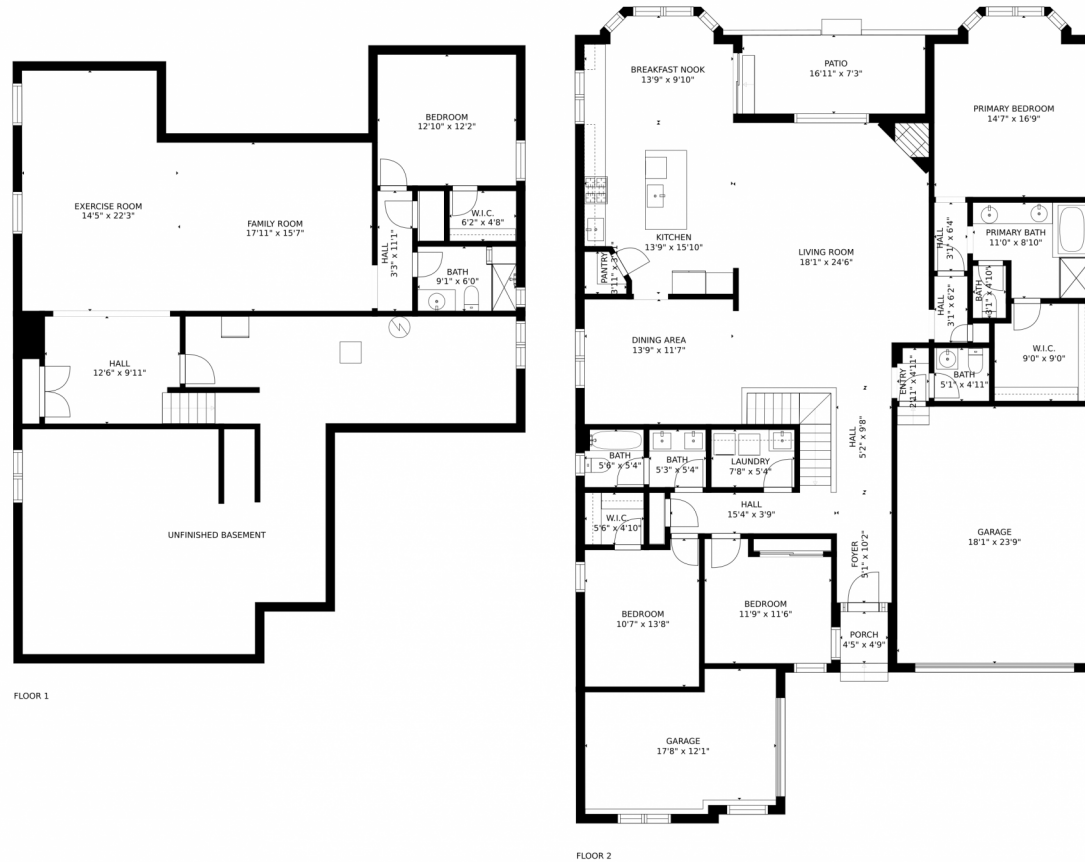 BEDROOM
12'10" x 12'2"
EXERCISE ROOM
14'5" x 22'3"
FAMILY ROOM
17'11" x 15'7"
W.I.C.
6'2" x 4'8"
HALL
3'3" x 11'1"
BATH
9'1" x 6'0"
HALL
12'6" x 9'11"
UNFINISHED BASEMENT
FLOOR 1
BREAKFAST NOOK
13'9" x 9'10"
PATIO
16'11" x 7'3"
PRIMARY BEDROOM
14'7" x 16'9"
KITCHEN
13'9" x 15'10"
PANTRY
LIVING ROOM
18'1" x 24'6"
HALL
3'1" x 6'4"
PRIMARY BATH
11'0" x 8'10"
BATH
3'1" x 4'10"
HALL
3'1" x 6'2"
DINING AREA
13'9" x 11'7"
W.I.C.
9'0" x 9'0"
ENTRY
2'11" x 4'11"
BATH
5'1" x 4'11"
HALL
5'2" x 9'8"
BATH
5'6" x 5'4"
BATH
5'3" x 5'4"
LAUNDRY
7'8" x 5'4"
W.I.C.
5'6" x 4'10"
HALL
15'4" x 3'9"
FOYER
5'1" x 10'2"
GARAGE
18'1" x 23'9"
BEDROOM
10'7" x 13'8"
BEDROOM
11'9" x 11'6"
PORCH
4'5" x 4'9"
GARAGE
17'8" x 12'1"
FLOOR 2